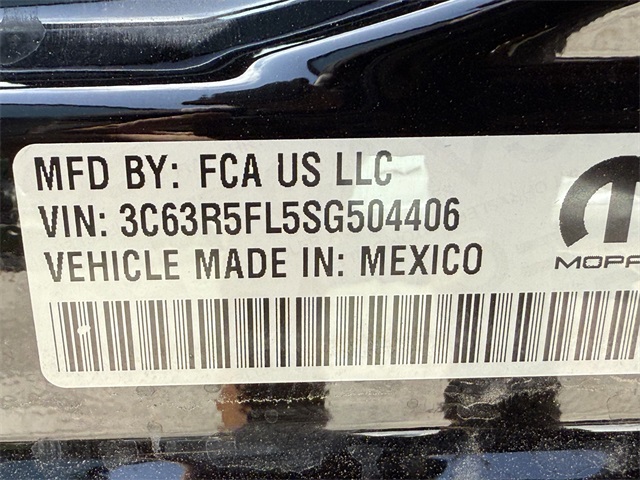 MFD BY: FCA US LLC
VIN: 3C63R5FL5SG504406
VEHICLE MADE IN: MEXICO
MOPA